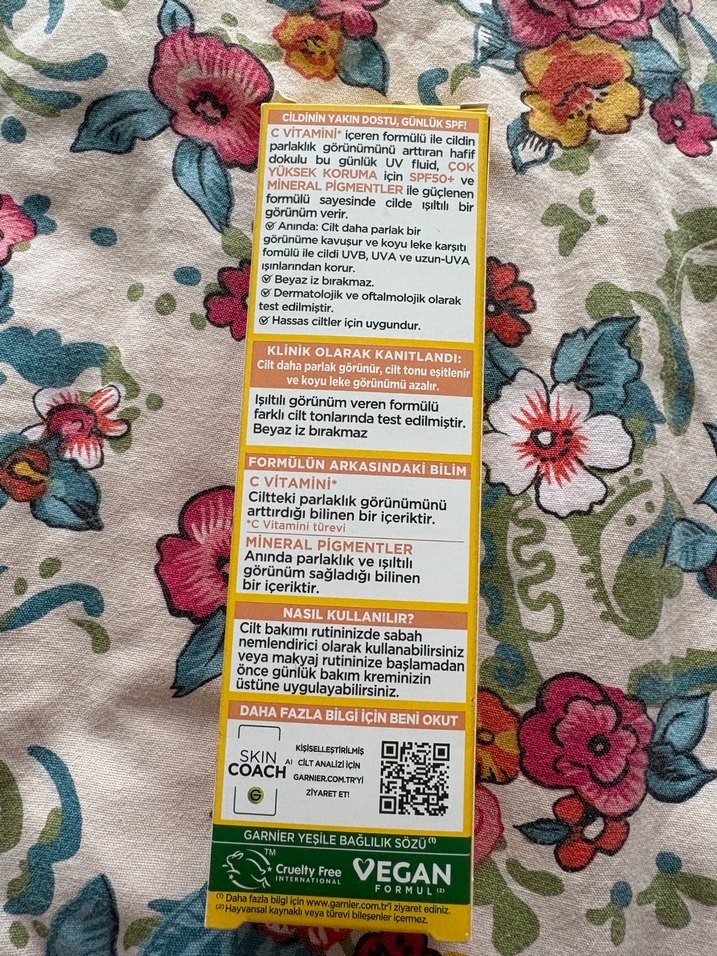 CİLDİNİN YAKIN DOSTU, GÜNLÜK SPF!
C VİTAMİNİ* içeren formülü ile cildin
parlaklık görünümünü arttıran hafif
dokulu bu günlük UV fluid, ÇOK
YÜKSEK KORUMA için SPF50+ ve
MİNERAL PİGMENTLER ile güçlenen
formülü sayesinde cilde ışıltılı bir
görünüm verir.
Anında: Cilt daha parlak bir
görünüme kavuşur ve koyu leke karşıtı
fomülü ile cildi UVB, UVA ve uzun-UVA
ışınlarından korur.
Beyaz iz bırakmaz.
Dermatolojik ve oftalmolojik olarak
test edilmiştir.
Hassas ciltler için uygundur.
KLİNİK OLARAK KANITLANDI:
Cilt daha parlak görünür, cilt tonu eşitlenir
ve koyu leke görünümü azalır.
Işıltılı görünüm veren formülü
farklı cilt tonlarında test edilmiştir.
Beyaz iz bırakmaz
FORMÜLÜN ARKASINDAKİ BİLİM
C VİTAMİNİ*
Ciltteki parlaklık görünümünü
arttırdığı bilinen bir içeriktir.
*C Vitamini türevi
MİNERAL PİGMENTLER
Anında parlaklık ve ışıltılı
görünüm sağladığı bilinen
bir içeriktir.
NASIL KULLANILIR?
Cilt bakımı rutininizde sabah
nemlendirici olarak kullanabilirsiniz
veya makyaj rutininize başlamadan
önce günlük bakım kreminizin
üstüne uygulayabilirsiniz.
DAHA FAZLA BİLGİ İÇİN BENİ OKUT
SKIN
COACH AI
G
KİŞİSELLEŞTİRİLMİŞ
CİLT ANALİZİ İÇİN
GARNIER.COM.TR'Yİ
ZİYARET ET!
GARNIER YEŞİLE BAĞLILIK SÖZÜ (1)
TM
Cruelty Free
INTERNATIONAL
VEGAN
FORMUL (2)
(1) Daha fazla bilgi için www.garnier.com.tr'i ziyaret ediniz.
(2) Hayvansal kaynaklı veya türevi bileşenler içermez.